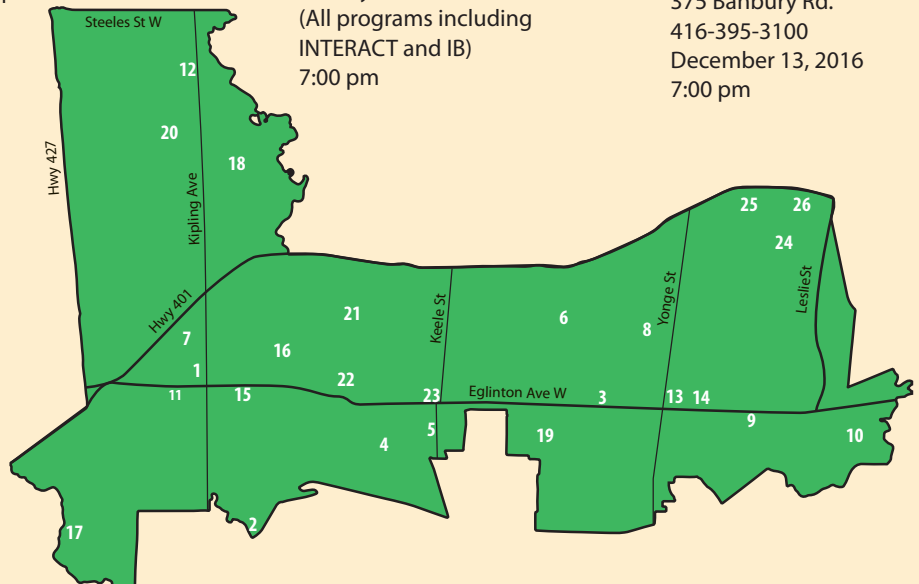 (All programs including
INTERACT and IB)
7:00 pm
375 Banbury Rd.
416-395-3100
December 13, 2016
7:00 pm
Steeles St W
12
20
18
Hwy 427
Kipling Ave
25
26
24
Leslie St
Yonge St
Keele St
Hwy 401
21
6
8
7
16
1
22
11
15
23
Eglinton Ave W
3
13
14
9
5
4
19
10
17
2